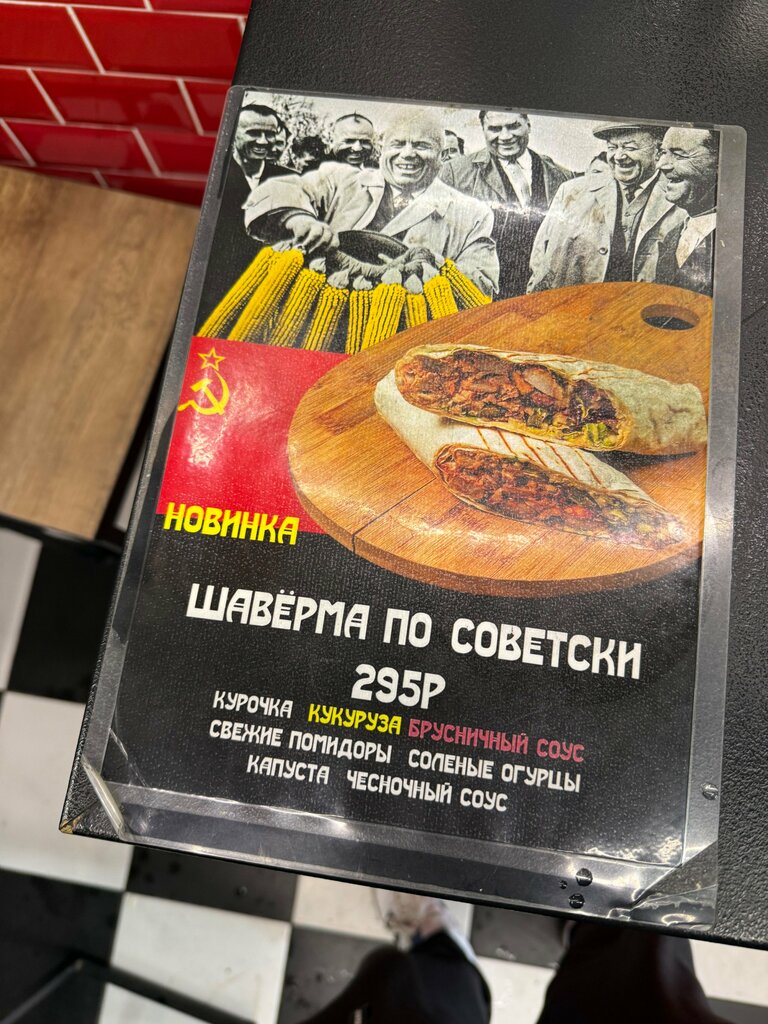 НОВИНКА
ШАВЁРМА ПО СОВЕТСКИ
295Р
КУРОЧКА КУКУРУЗА БРУСНИЧНЫЙ СОУС
СВЕЖИЕ ПОМИДОРЫ СОЛЕНЫЕ ОГУРЦЫ
КАПУСТА ЧЕСНОЧНЫЙ СОУС